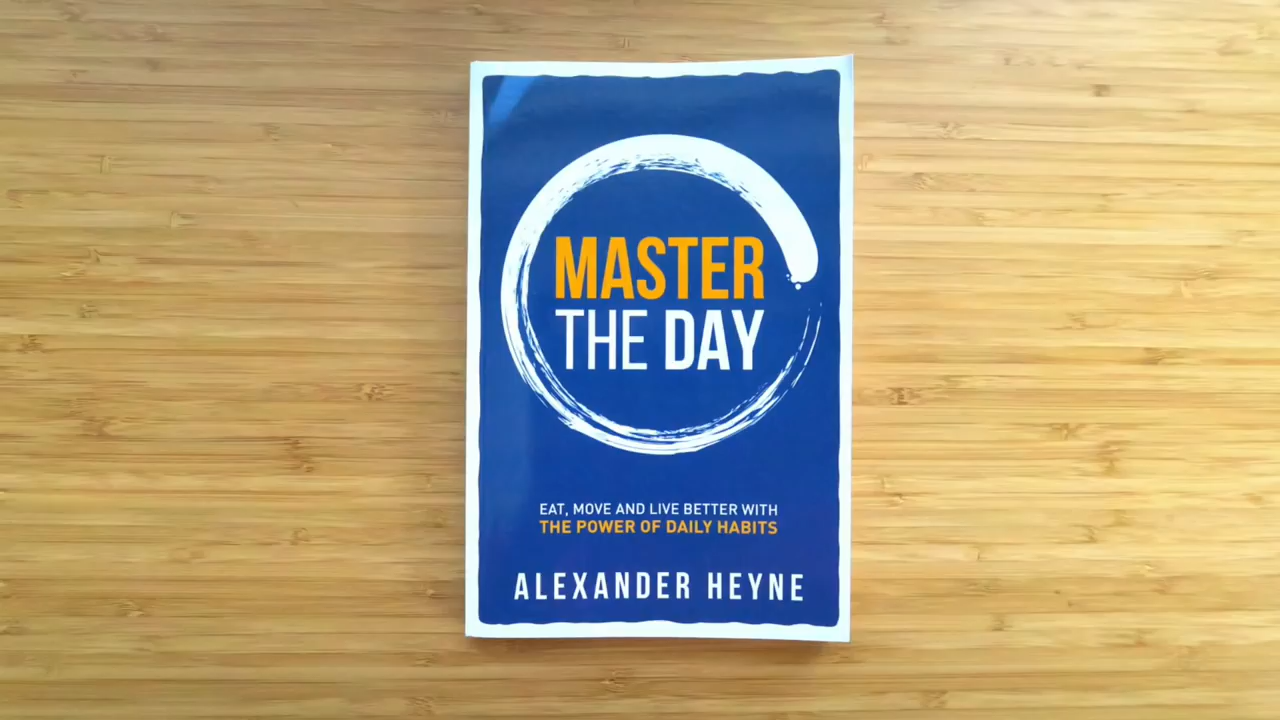 MASTER
THE DAY
EAT, MOVE AND LIVE BETTER WITH
THE POWER OF DAILY HABITS
ALEXANDER HEYNE